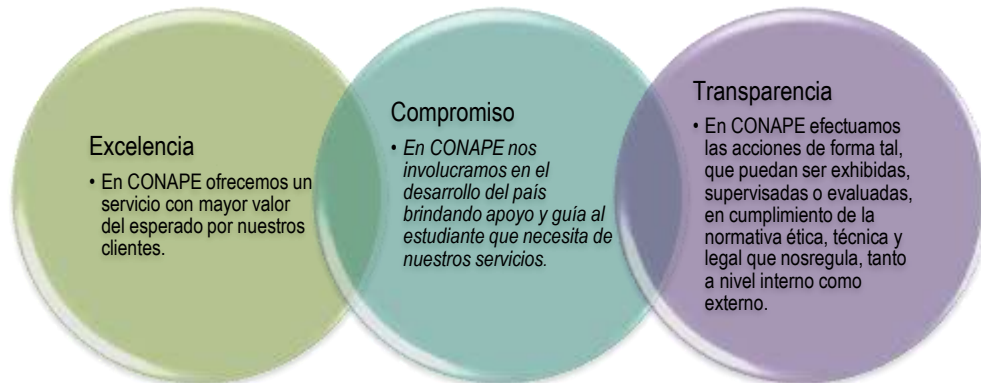 Excelencia
• En CONAPE ofrecemos un
servicio con mayor valor
del esperado por nuestros
clientes.
Compromiso
• En CONAPE nos
involucramos en el
desarrollo del país
brindando apoyo y guía al
estudiante que necesita de
nuestros servicios.
Transparencia
• En CONAPE efectuamos
las acciones de forma tal,
que puedan ser exhibidas,
supervisadas o evaluadas,
en cumplimiento de la
normativa ética, técnica y
legal que nosregula, tanto
a nivel interno como
externo.